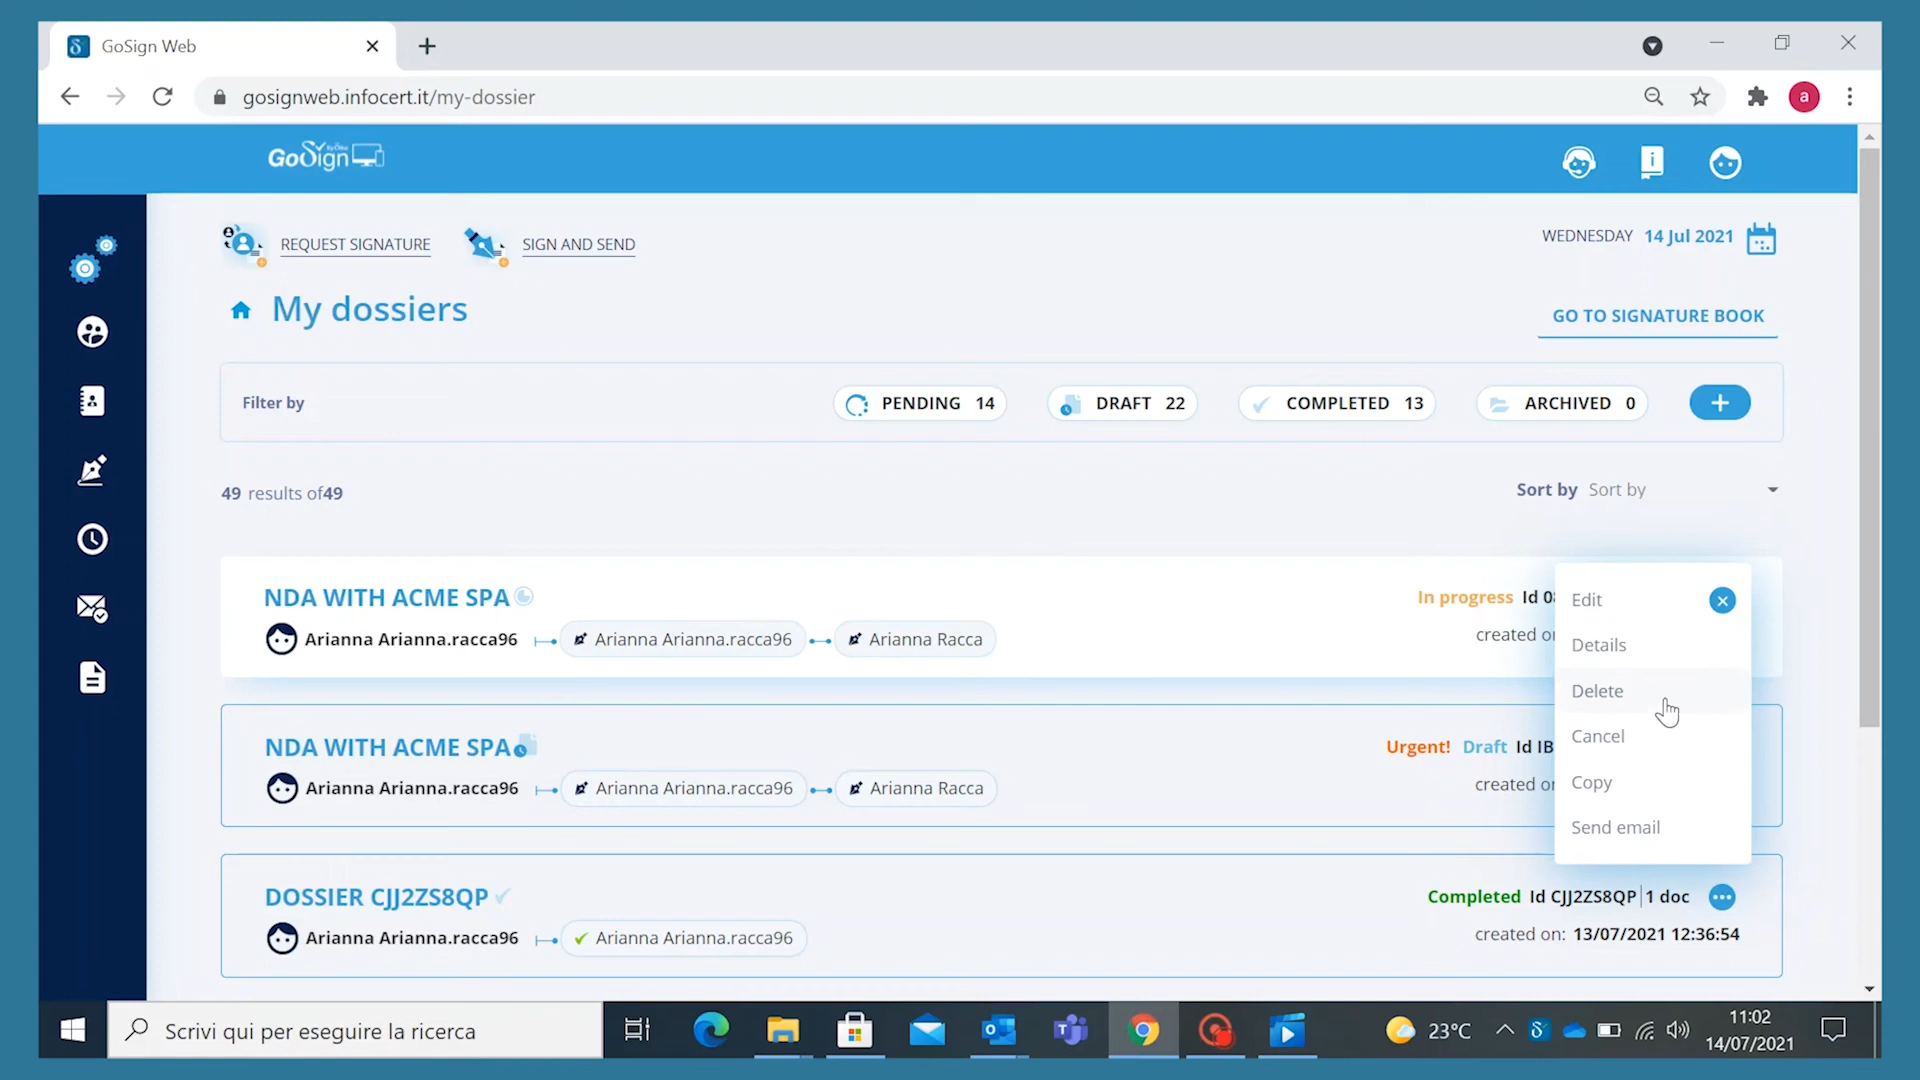 GoSign Web
gosignweb.infocert.it/my-dossier
a
GoSign
REQUEST SIGNATURE
SIGN AND SEND
WEDNESDAY 14 Jul 2021
My dossiers
GO TO SIGNATURE BOOK
Filter by
PENDING 14
DRAFT 22
COMPLETED 13
ARCHIVED 0
49 results of49
Sort by Sort by
NDA WITH ACME SPA
In progress Id 08
Arianna Arianna.racca96
Arianna Arianna.racca96
Arianna Racca
created on
Edit
Details
Delete
Cancel
Copy
Send email
NDA WITH ACME SPA
Urgent! Draft Id IB
Arianna Arianna.racca96
Arianna Arianna.racca96
Arianna Racca
created on
DOSSIER CJJ2ZS8QP
Completed Id CJJ2ZS8QP 1 doc
Arianna Arianna.racca96
Arianna Arianna.racca96
created on: 13/07/2021 12:36:54
Scrivi qui per eseguire la ricerca
23°C
11:02
14/07/2021